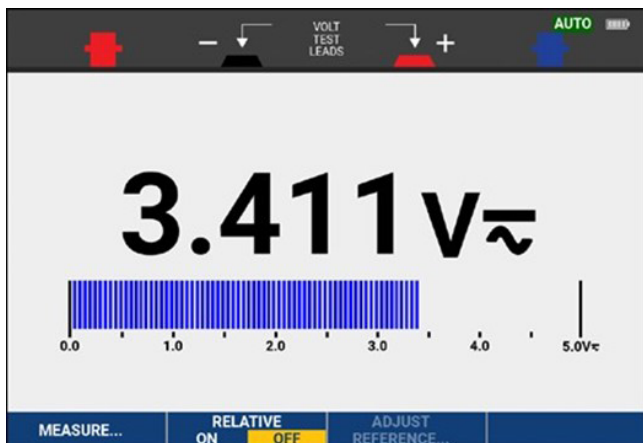 VOLT
TEST
LEADS
− +
AUTO
3.411 V⏦
0.0 1.0 2.0 3.0 4.0 5.0V
MEASURE...
RELATIVE
ON OFF
ADJUST
REFERENCE...